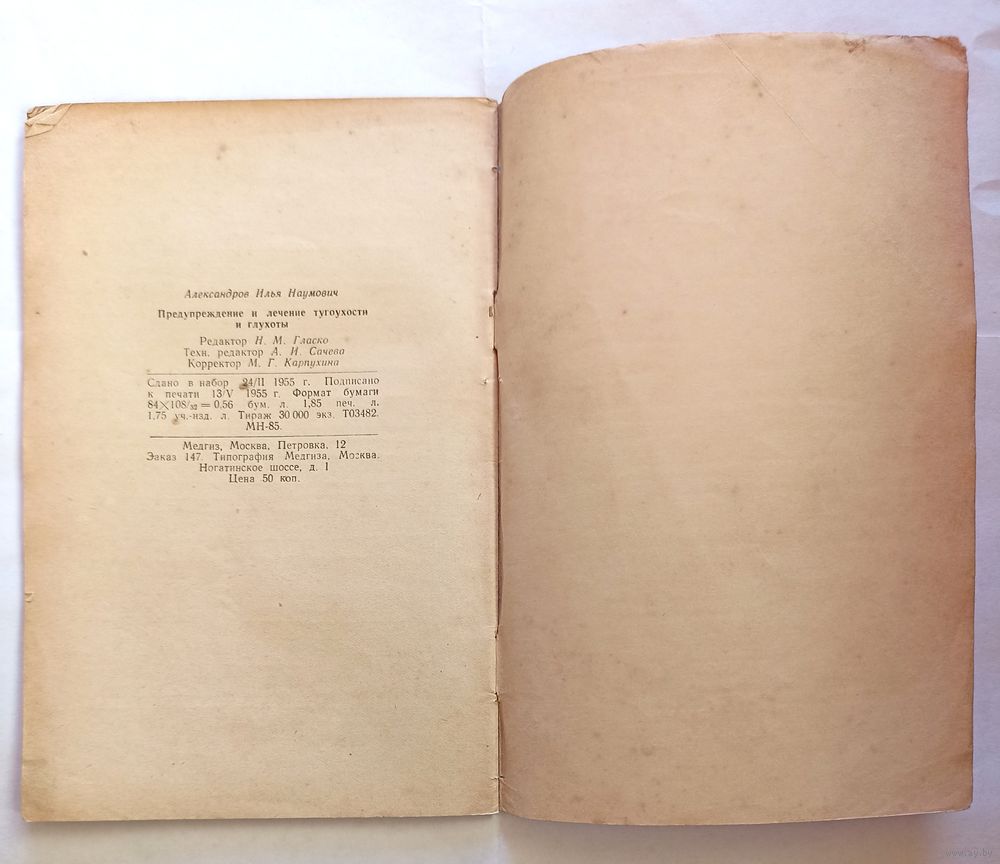 Александров Илья Наумович
Предупреждение и лечение тугоухости
и глухоты
Редактор Н. М. Гласко
Техн. редактор А. И. Сачева
Корректор М. Г. Карпухина
Сдано в набор 24/II 1955 г. Подписано
к печати 13/V 1955 г. Формат бумаги
84×108/32=0,56 бум. л. 1,85 печ. л.
1,75 уч.-изд. л. Тираж 30 000 экз. Т03482.
МН-85.
Медгиз, Москва, Петровка, 12
Заказ 147. Типография Медгиза, Москва.
Ногатинское шоссе, д. 1
Цена 50 коп.
www.ay.by